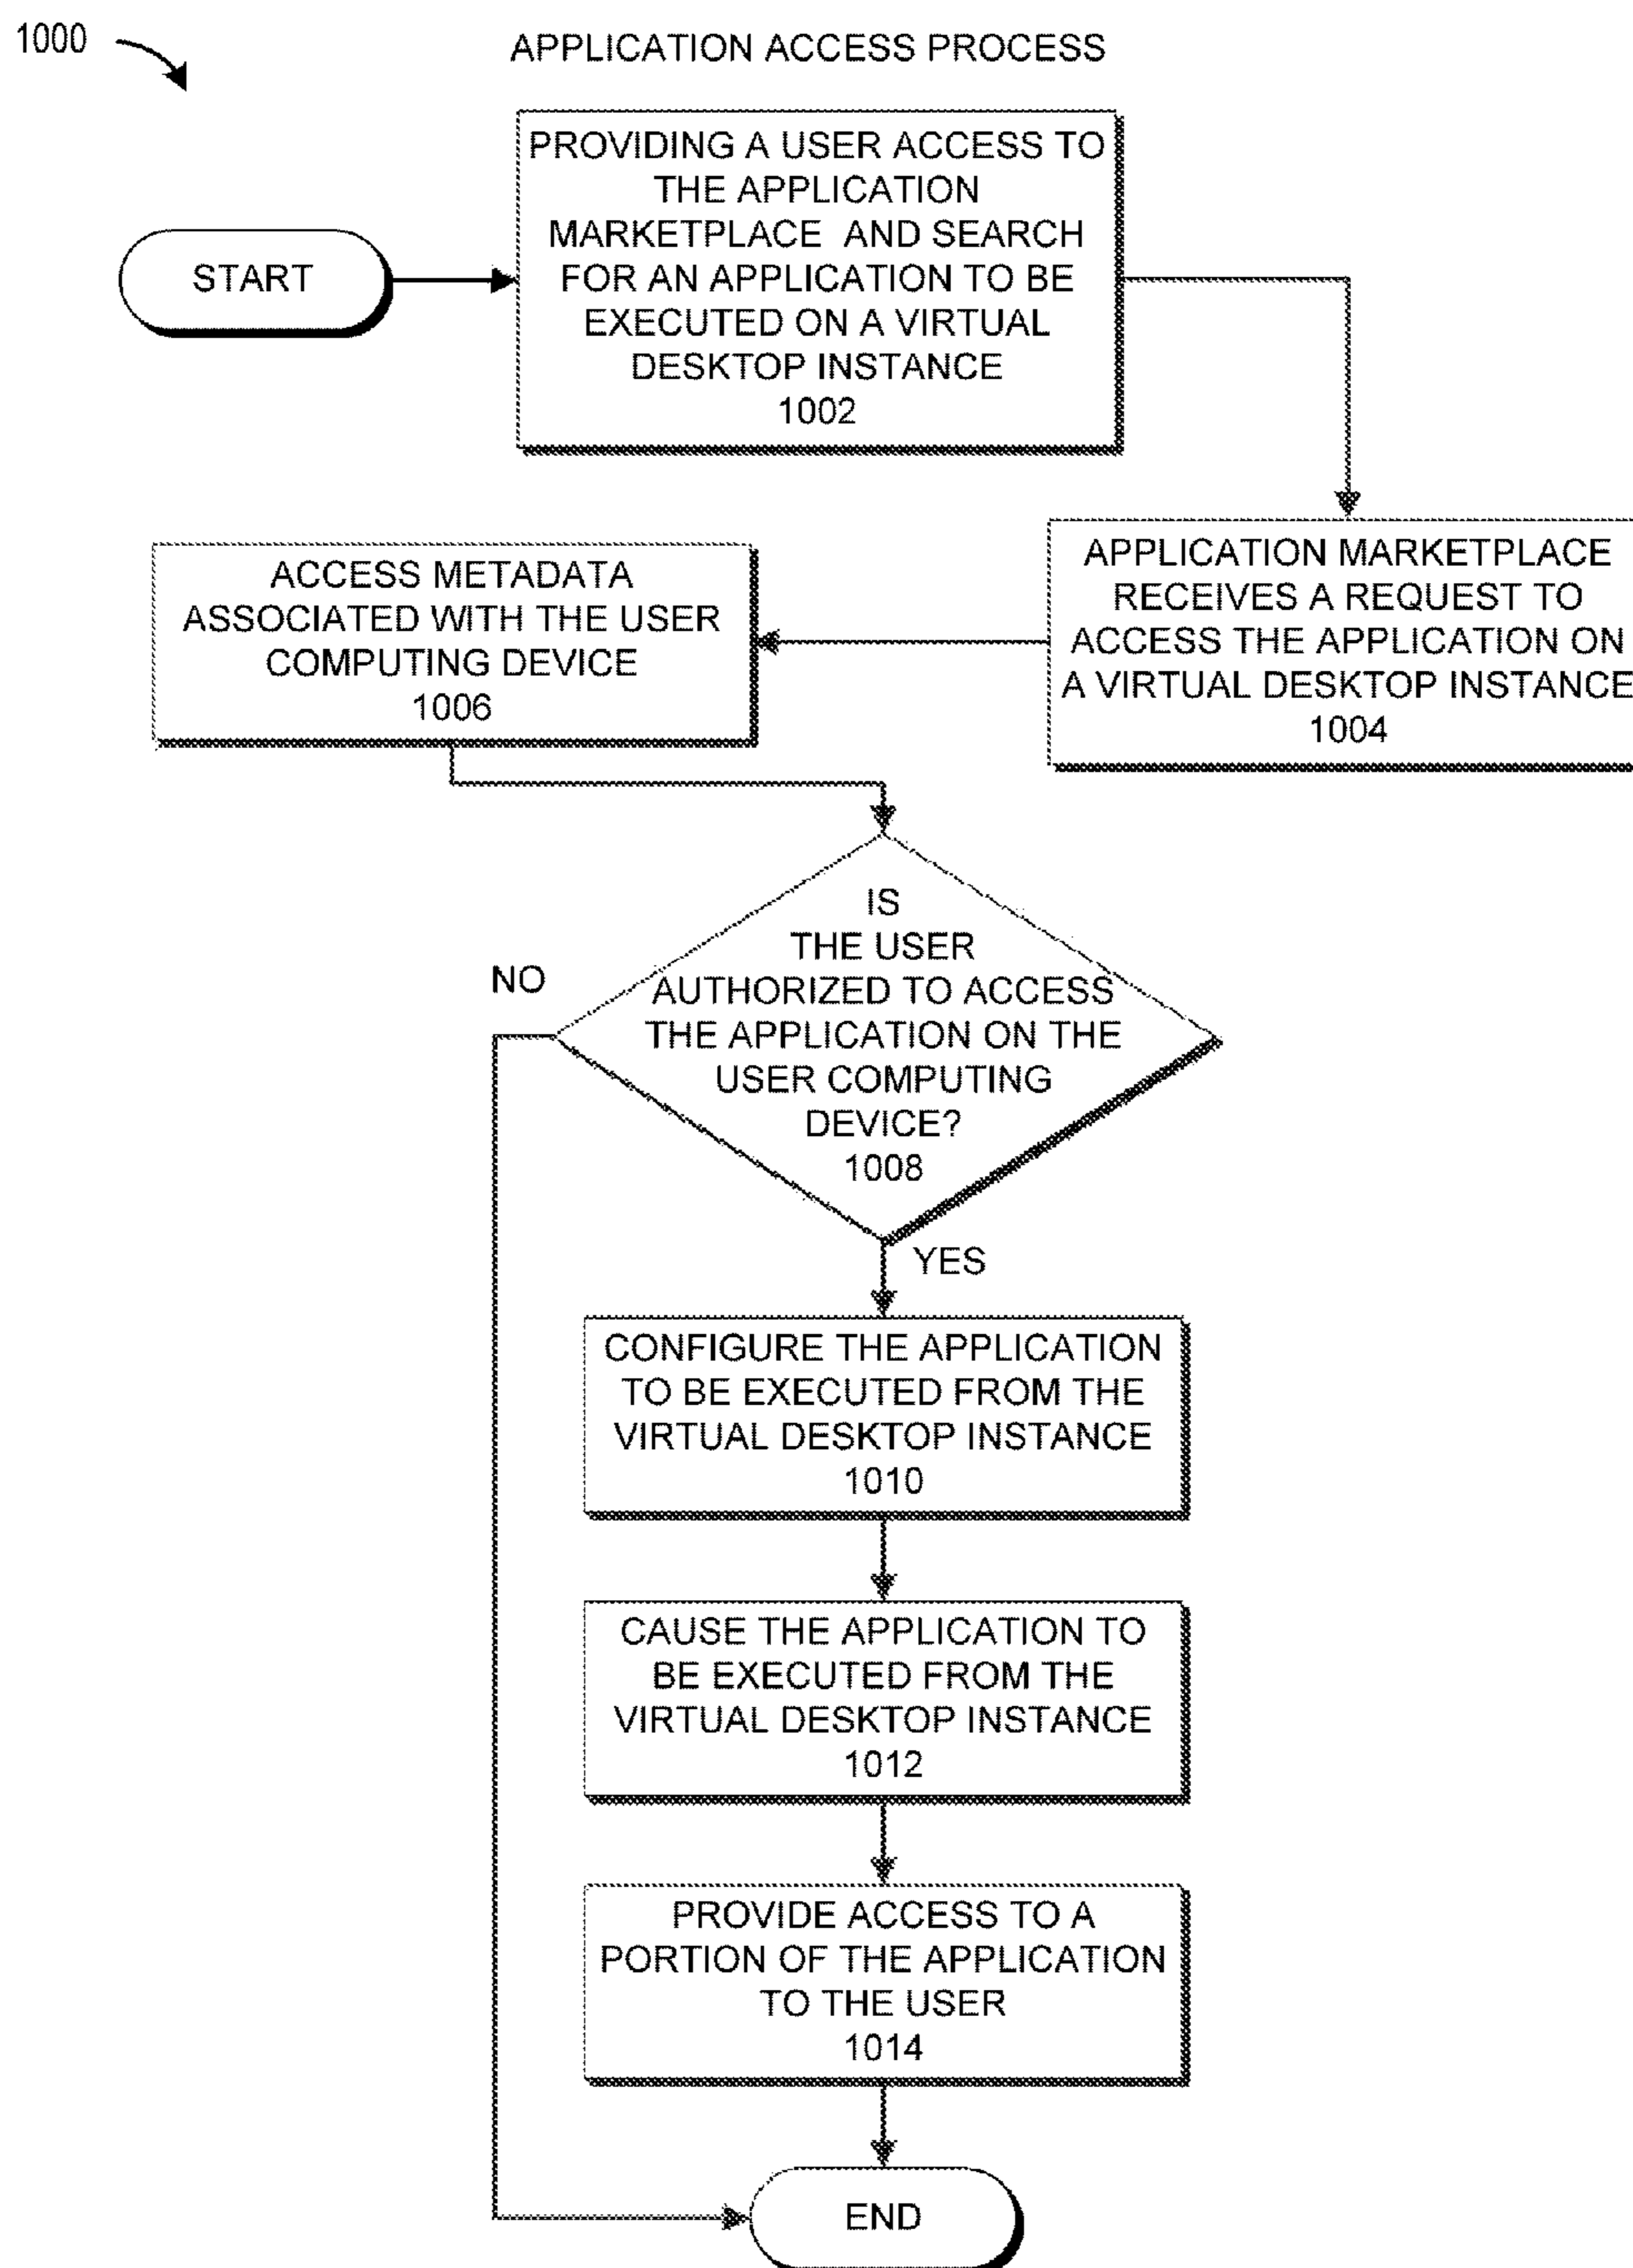 1000
APPLICATION ACCESS PROCESS
PROVIDING A USER ACCESS TO
THE APPLICATION
MARKETPLACE AND SEARCH
FOR AN APPLICATION TO BE
EXECUTED ON A VIRTUAL
DESKTOP INSTANCE
1002
START
APPLICATION MARKETPLACE
RECEIVES A REQUEST TO
ACCESS THE APPLICATION ON
A VIRTUAL DESKTOP INSTANCE
1004
ACCESS METADATA
ASSOCIATED WITH THE USER
COMPUTING DEVICE
1006
IS
THE USER
AUTHORIZED TO ACCESS
THE APPLICATION ON THE
USER COMPUTING
DEVICE?
1008
NO
YES
CONFIGURE THE APPLICATION
TO BE EXECUTED FROM THE
VIRTUAL DESKTOP INSTANCE
1010
CAUSE THE APPLICATION TO
BE EXECUTED FROM THE
VIRTUAL DESKTOP INSTANCE
1012
PROVIDE ACCESS TO A
PORTION OF THE APPLICATION
TO THE USER
1014
END